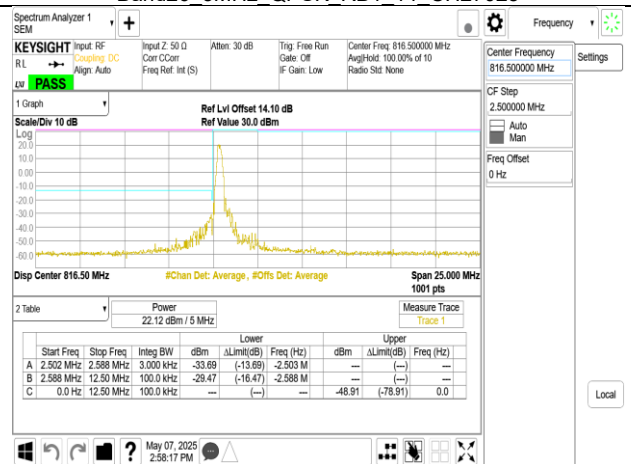 Spectrum Analyzer 1
SEM
KEYSIGHT
RL
LXI
PASS
Input: RF
Coupling: DC
Align: Auto
Input Z: 50 Ω
Corr CCorr
Freq Ref: Int (S)
Atten: 30 dB
Trig: Free Run
Gate: Off
IF Gain: Low
Center Freq: 816.500000 MHz
Avg|Hold: 100.00% of 10
Radio Std: None
Frequency
Center Frequency
816.500000 MHz
Settings
CF Step
2.500000 MHz
Auto
Man
Freq Offset
0 Hz
Local
1 Graph
Scale/Div 10 dB
Ref Lvl Offset 14.10 dB
Ref Value 30.0 dBm
Log
20.0
10.0
0.00
-10.0
-20.0
-30.0
-40.0
-50.0
-60.0
Disp Center 816.50 MHz
#Chan Det: Average, #Offs Det: Average
Span 25.000 MHz
1001 pts
2 Table
Power
22.12 dBm / 5 MHz
Measure Trace
Trace 1
Lower Upper
Start Freq Stop Freq Integ BW dBm ΔLimit(dB) Freq (Hz) dBm ΔLimit(dB) Freq (Hz)
A 2.502 MHz 2.588 MHz 3.000 kHz -33.69 (-13.69) -2.503 M --- (---) ---
B 2.588 MHz 12.50 MHz 100.0 kHz -29.47 (-16.47) -2.588 M --- (---) ---
C 0.0 Hz 12.50 MHz 100.0 kHz --- (---) --- -48.91 (-78.91) 0.0
May 07, 2025
2:58:17 PM